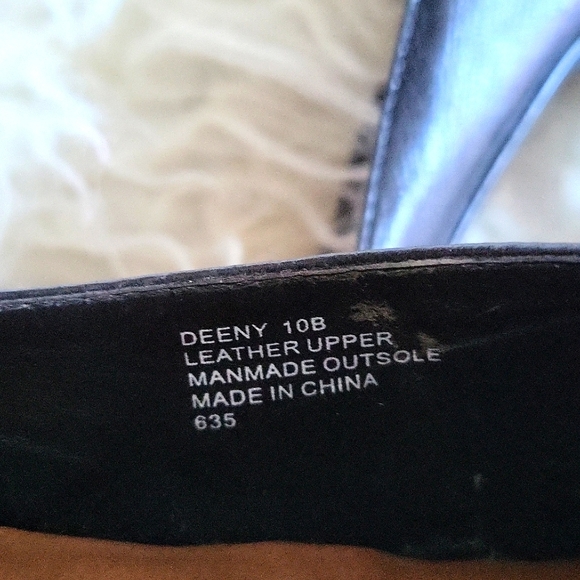 DEENY 10B
LEATHER UPPER
MANMADE OUTSOLE
MADE IN CHINA
635